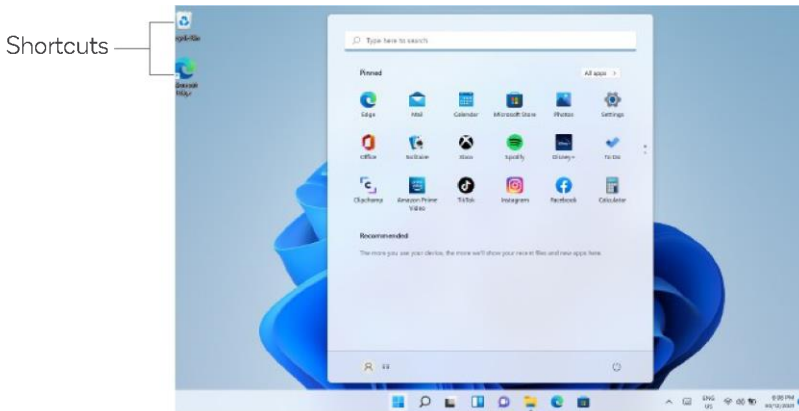 Shortcuts
Type here to search
Pinned
All apps >
Edge
Mail
Calendar
Microsoft Store
Photos
Settings
Office
Solitaire
Xbox
Spotify
Disney+
To Do
Clipchamp
Amazon Prime
Video
TikTok
Instagram
Facebook
Calculator
Recommended
The more you use your device, the more we'll show your recent files and new apps here.
ENG
US